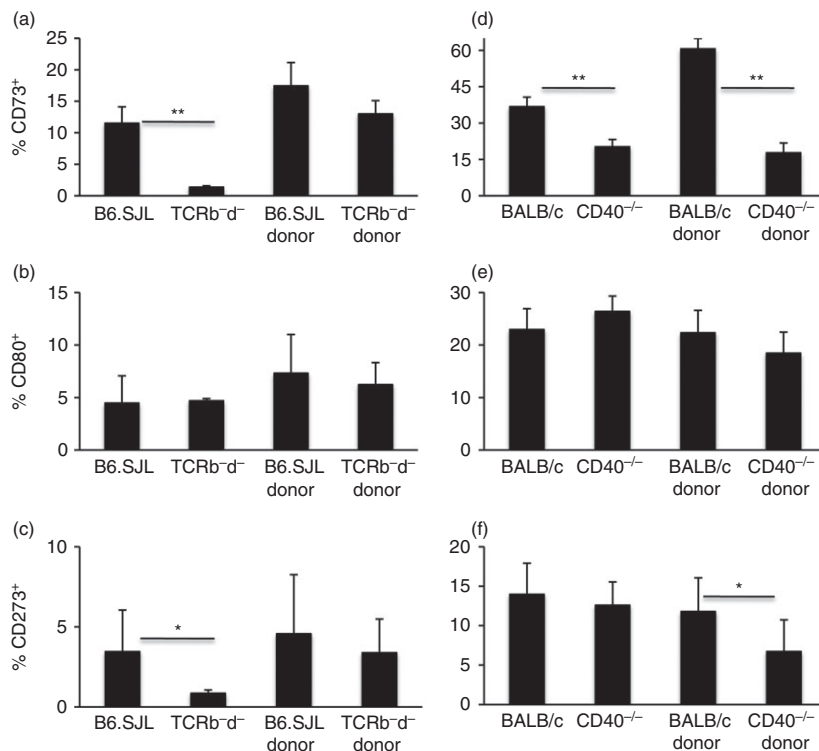 (a)
% CD73⁺
25
20
15
10
5
0
**
B6.SJL TCRb⁻d⁻ B6.SJL donor TCRb⁻d⁻ donor
(d)
60
45
30
15
0
** **
BALB/c CD40⁻/⁻ BALB/c donor CD40⁻/⁻ donor
(b)
% CD80⁺
15
10
5
0
B6.SJL TCRb⁻d⁻ B6.SJL donor TCRb⁻d⁻ donor
(e)
30
20
10
0
BALB/c CD40⁻/⁻ BALB/c donor CD40⁻/⁻ donor
(c)
% CD273⁺
10
5
0
*
B6.SJL TCRb⁻d⁻ B6.SJL donor TCRb⁻d⁻ donor
(f)
20
15
10
5
0
*
BALB/c CD40⁻/⁻ BALB/c donor CD40⁻/⁻ donor